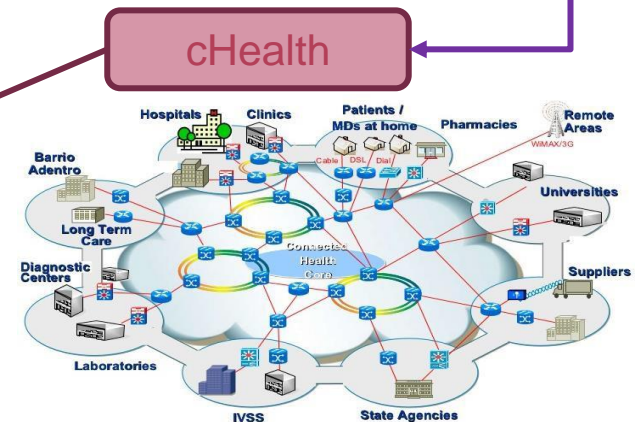 cHealth
Hospitals
Clinics
Patients /
MDs at home
Pharmacies
Remote
Areas
WiMAX/3G
Cable
DSL
Dial
Barrio
Adentro
Universities
Long Term
Care
Connected
Health
Core
Diagnostic
Centers
Suppliers
Laboratories
IVSS
State Agencies